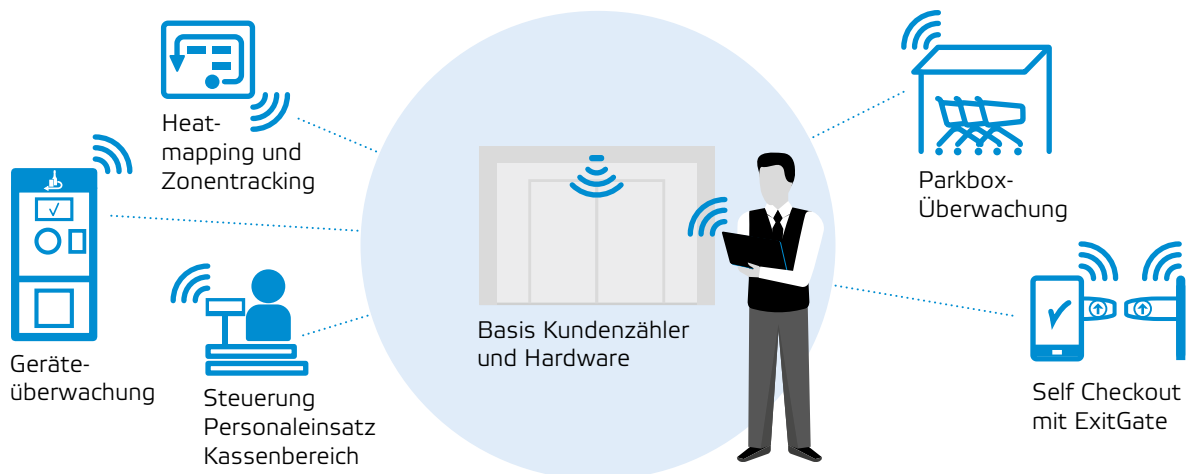 Heat-
mapping und
Zonentracking
Geräte-
überwachung
Steuerung
Personaleinsatz
Kassenbereich
Basis Kundenzähler
und Hardware
Parkbox-
Überwachung
Self Checkout
mit ExitGate